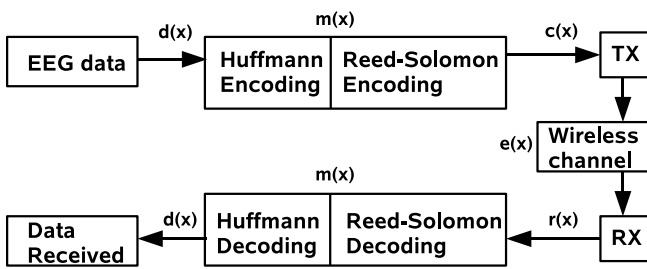 m(x)
d(x)
c(x)
EEG data
Huffmann
Encoding
Reed-Solomon
Encoding
TX
e(x)
Wireless
channel
m(x)
d(x)
r(x)
Data
Received
Huffmann
Decoding
Reed-Solomon
Decoding
RX